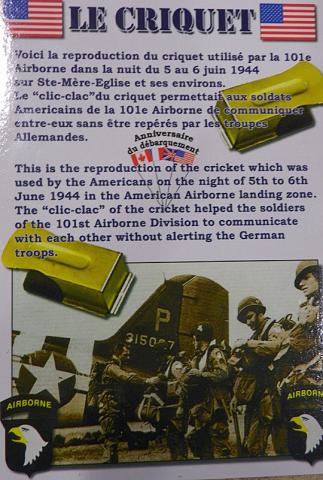 LE CRIQUET
Voici la reproduction du criquet utilisé par la 101e
Airborne dans la nuit du 5 au 6 juin 1944
sur Ste-Mère-Eglise et ses environs.
Le “clic-clac”du criquet permettait aux soldats
Americains de la 101e Airborne de communiquer
entre-eux sans être repérés par les troupes
Allemandes.
Anniversaire
du débarquement
This is the reproduction of the cricket which was
used by the Americans on the night of 5th to 6th
June 1944 in the American Airborne landing zone.
The “clic-clac” of the cricket helped the soldiers
of the 101st Airborne Division to communicate
with each other without alerting the German
troops.
P
315087
AIRBORNE
AIRBORNE